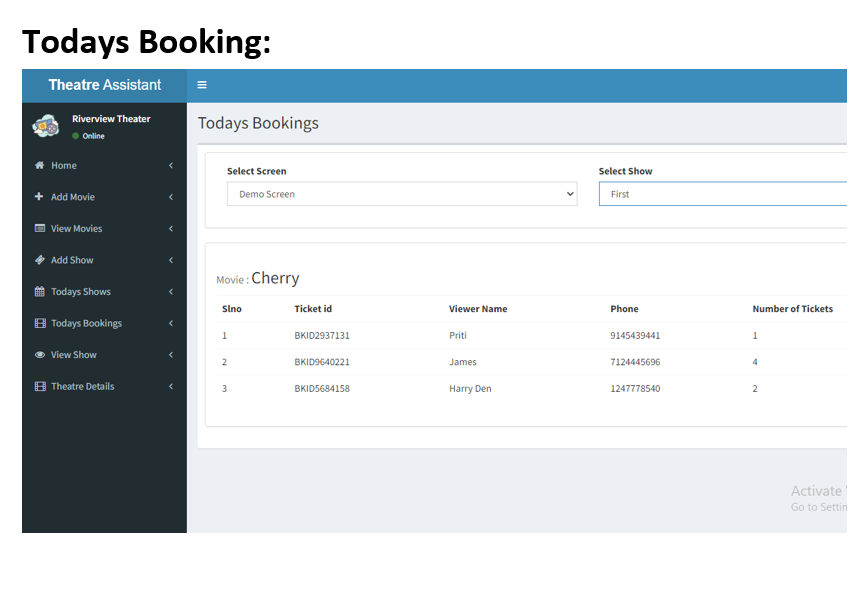 Todays Booking:
Theatre Assistant
Riverview Theater
Online
Home
Add Movie
View Movies
Add Show
Todays Shows
Todays Bookings
View Show
Theatre Details
Todays Bookings
Select Screen Select Show
Demo Screen First
Movie : Cherry
Slno Ticket id Viewer Name Phone Number of Tickets
1 BKID2937131 Priti 9145439441 1
2 BKID9640221 James 7124445696 4
3 BKID5684158 Harry Den 1247778540 2
Activate
Go to Settin